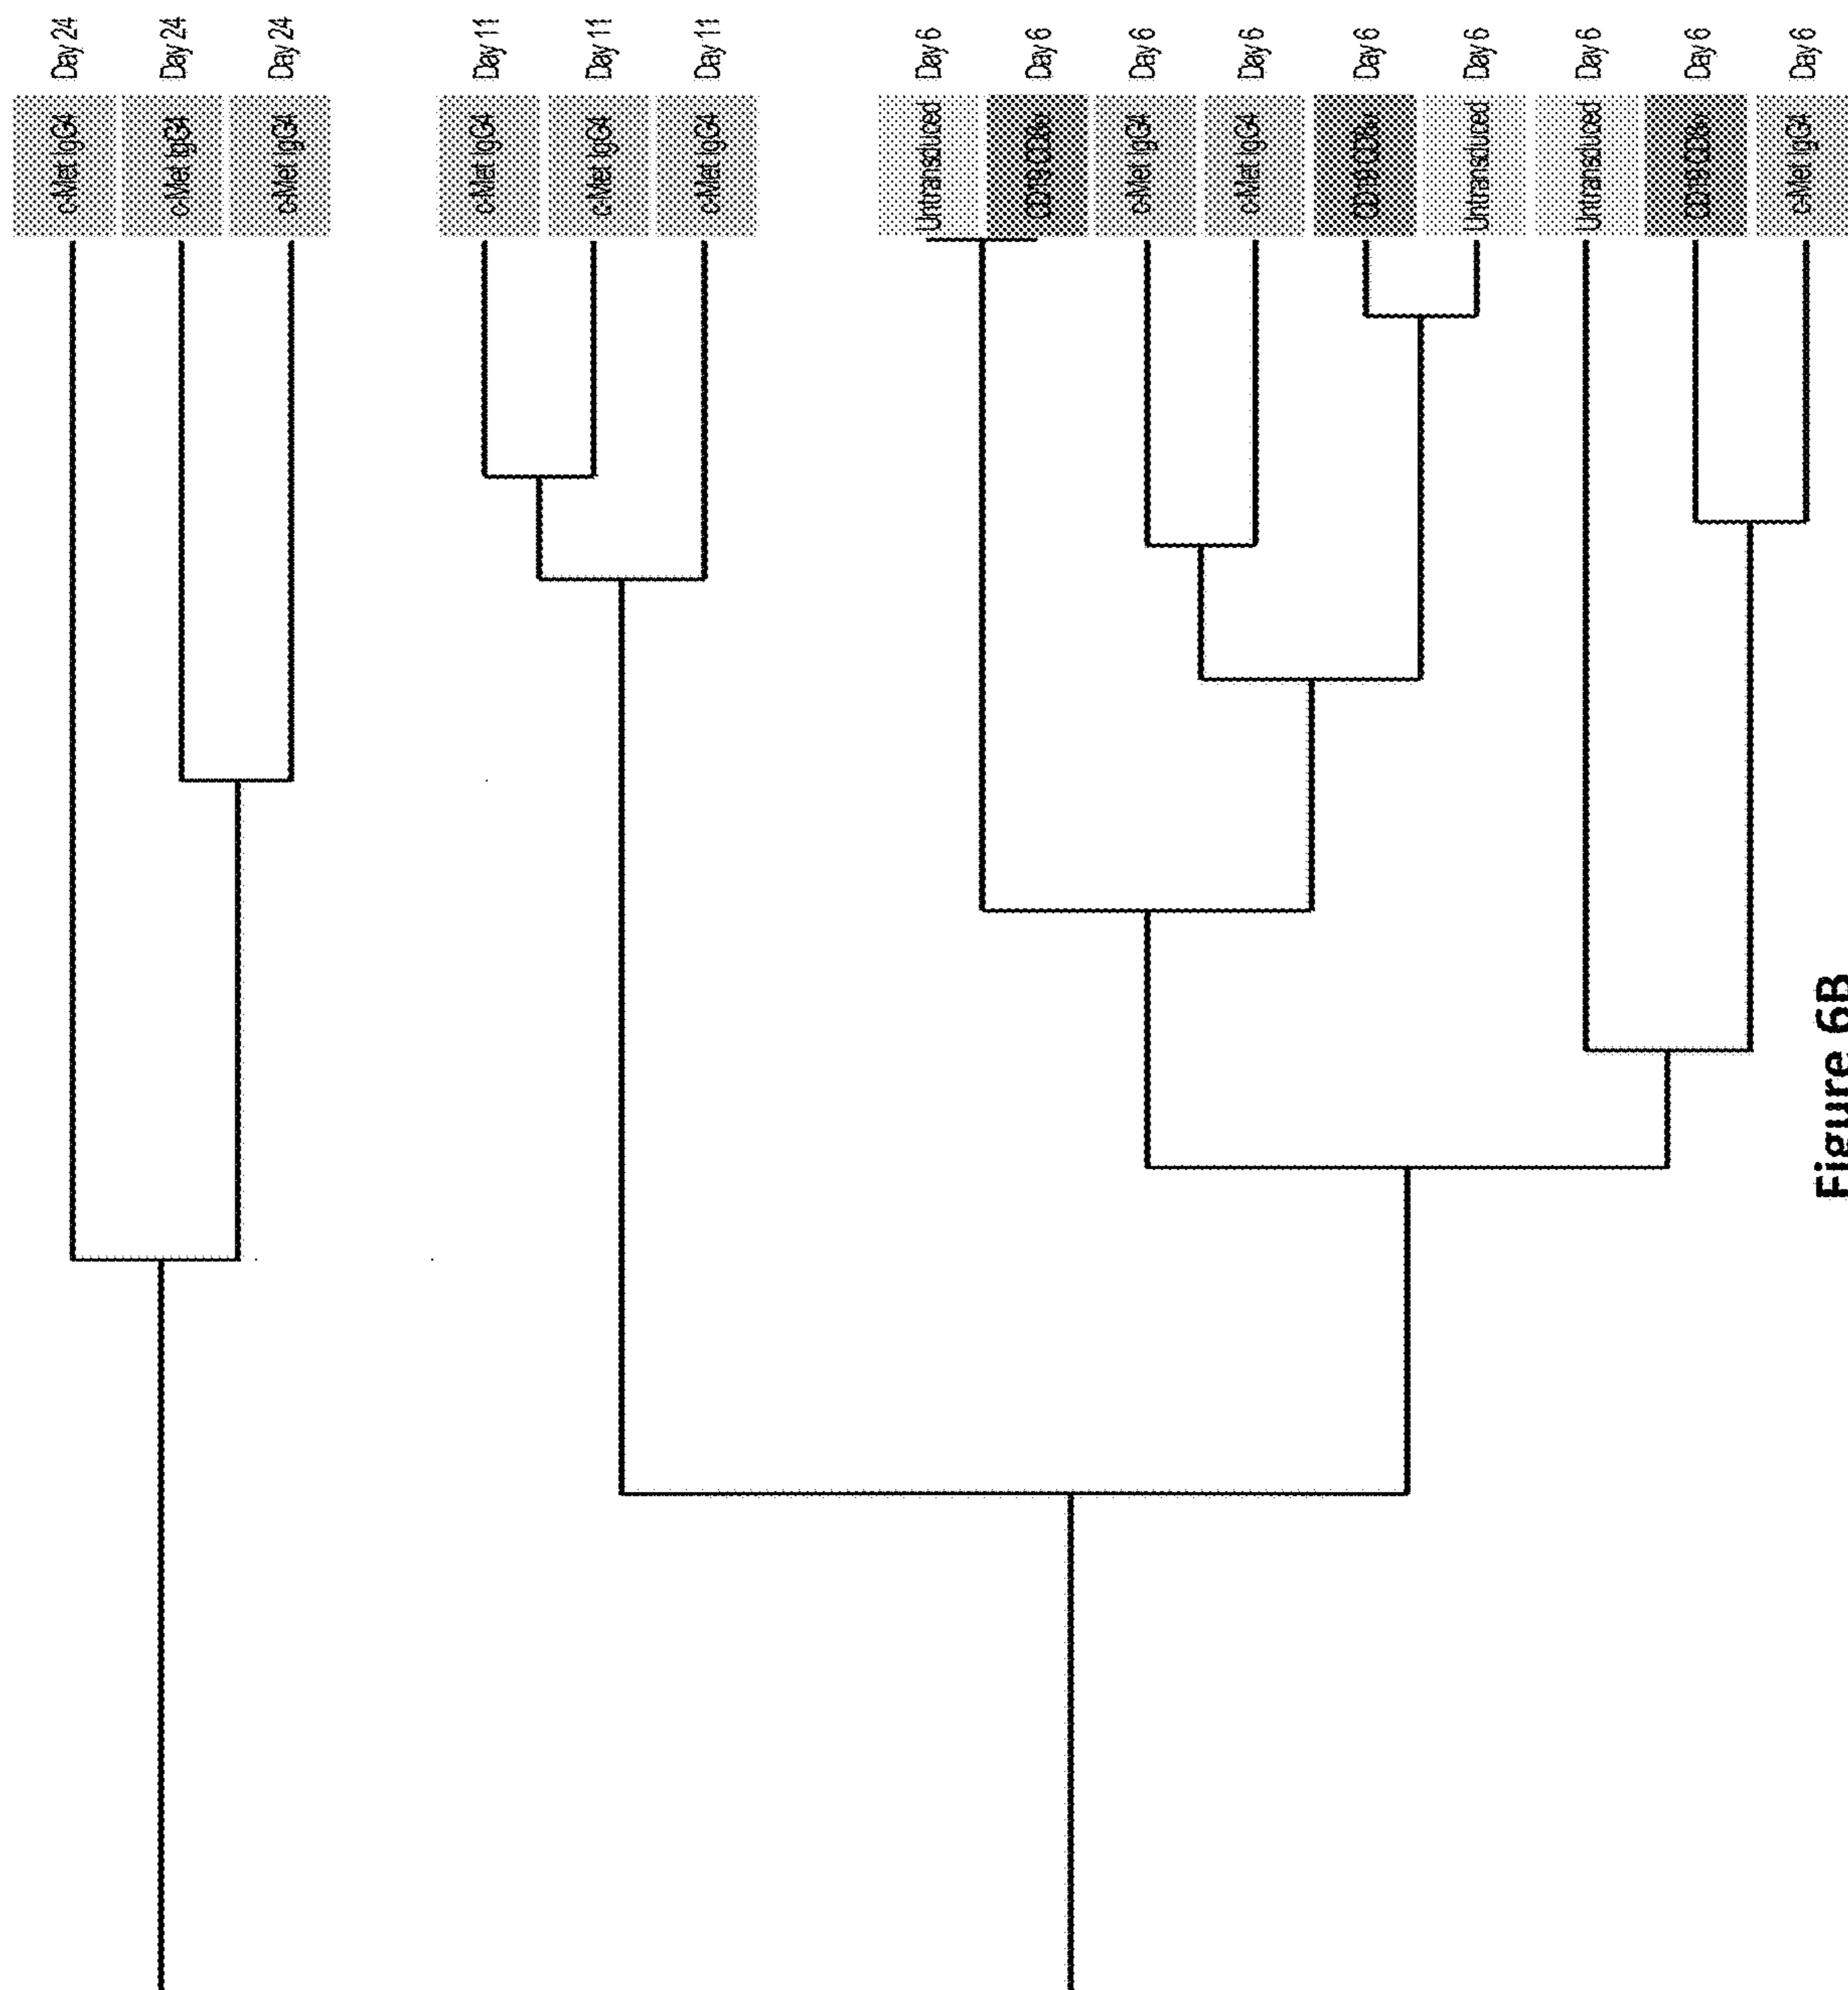 Day 24
Day 24
Day 24
Day 11
Day 11
Day 11
Day 6
Day 6
Day 6
Day 6
Day 6
Day 6
Day 6
Day 6
Day 6
c-Met IgG4
c-Met IgG4
c-Met IgG4
c-Met IgG4
c-Met IgG4
c-Met IgG4
Untransduced
CD19 CD8α
c-Met IgG4
c-Met IgG4
CD19 CD8α
Untransduced
Untransduced
CD19 CD8α
c-Met IgG4
Figure 6B